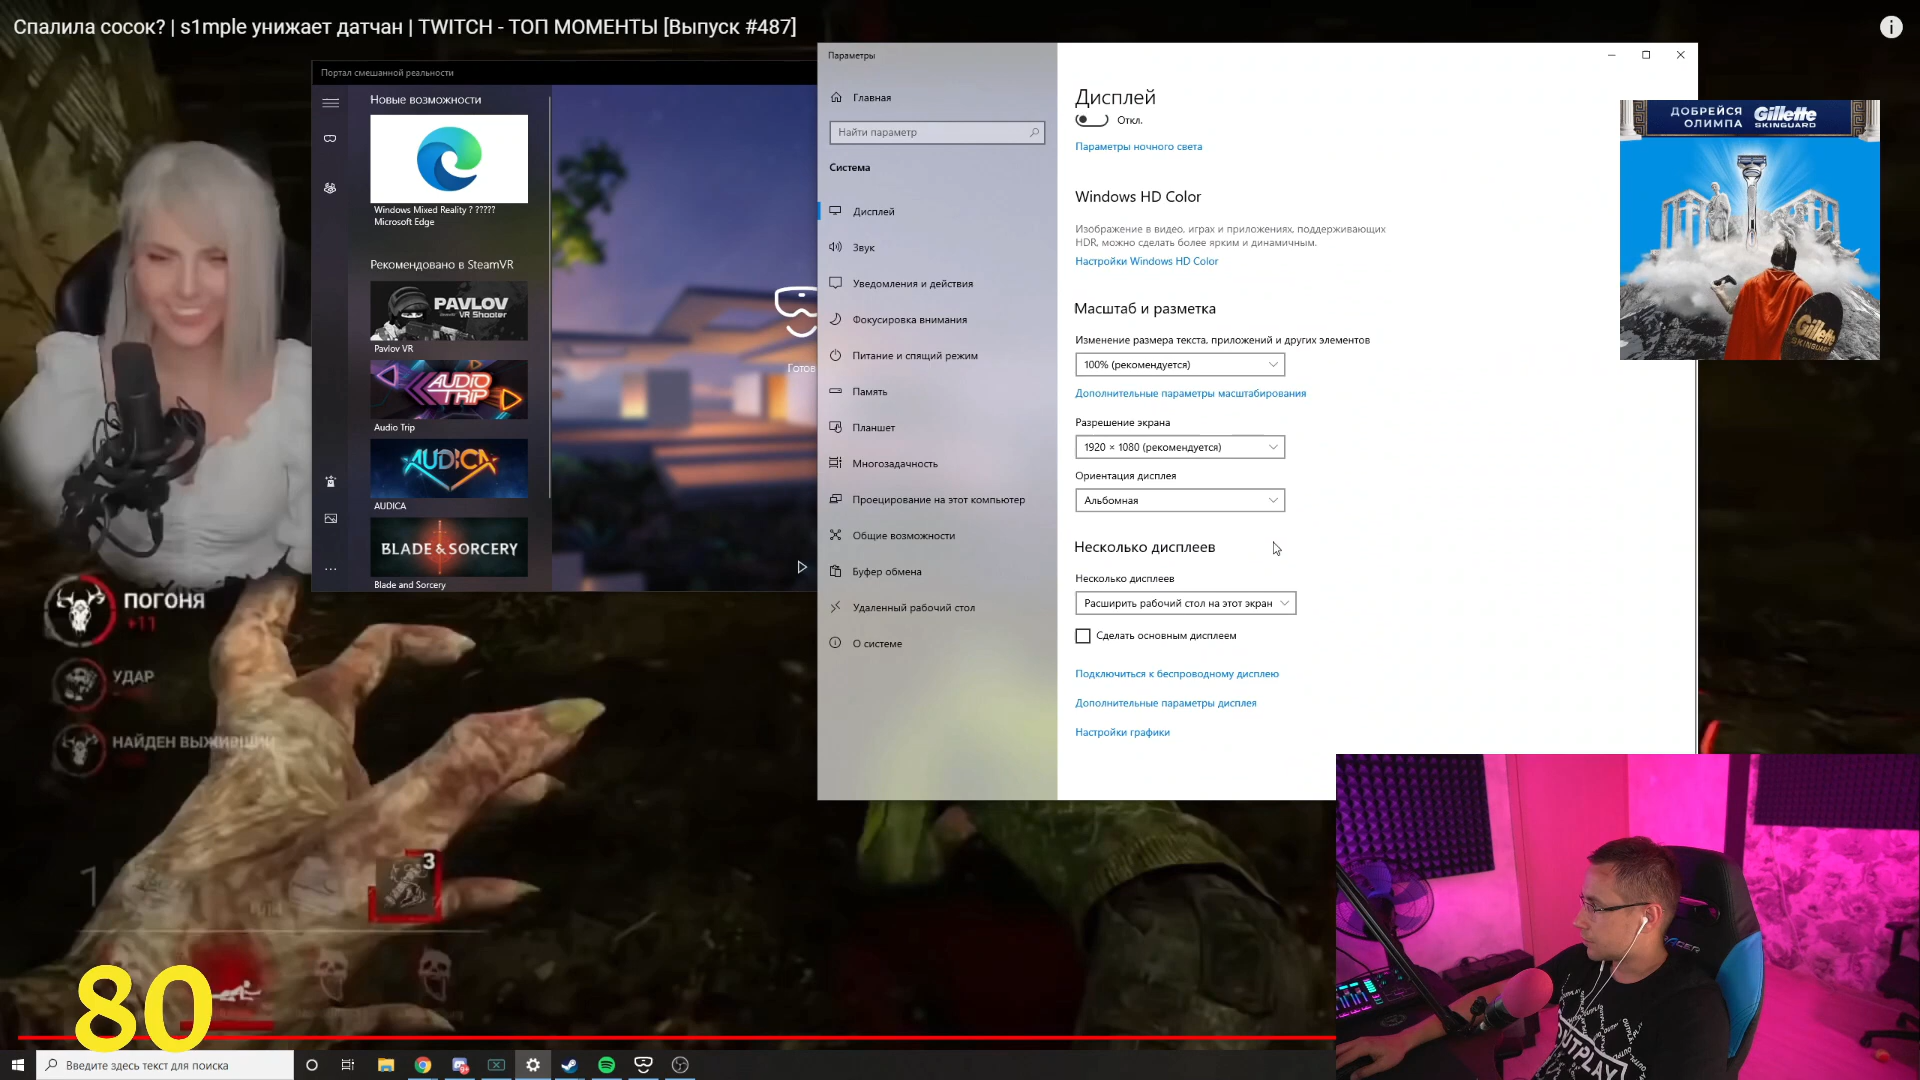 Спалила сосок? | s1mple унижает датчан | TWITCH - ТОП МОМЕНТЫ [Выпуск #487]
Портал смешанной реальности
Новые возможности
Windows Mixed Reality ? ?????
Microsoft Edge
Рекомендовано в SteamVR
PAVLOV
VR Shooter
Pavlov VR
AUDIO
TRIP
Audio Trip
AUDICA
AUDICA
BLADE & SORCERY
Blade and Sorcery
Готов
Параметры
Главная
Найти параметр
Система
Дисплей
Звук
Уведомления и действия
Фокусировка внимания
Питание и спящий режим
Память
Планшет
Многозадачность
Проецирование на этот компьютер
Общие возможности
Буфер обмена
Удаленный рабочий стол
О системе
Дисплей
Откл.
Параметры ночного света
Windows HD Color
Изображение в видео, играх и приложениях, поддерживающих
HDR, можно сделать более ярким и динамичным.
Настройки Windows HD Color
Масштаб и разметка
Изменение размера текста, приложений и других элементов
100% (рекомендуется)
Дополнительные параметры масштабирования
Разрешение экрана
1920 × 1080 (рекомендуется)
Ориентация дисплея
Альбомная
Несколько дисплеев
Несколько дисплеев
Расширить рабочий стол на этот экран
Сделать основным дисплеем
Подключиться к беспроводному дисплею
Дополнительные параметры дисплея
Настройки графики
ДОБРЕЙСЯ
ОЛИМПА
Gillette
SKINGUARD
Gillette
SKINGUARD
ПОГОНЯ
+11
УДАР
НАЙДЕН ВЫЖИВШИЙ
3
80
OUTPLAY
Введите здесь текст для поиска